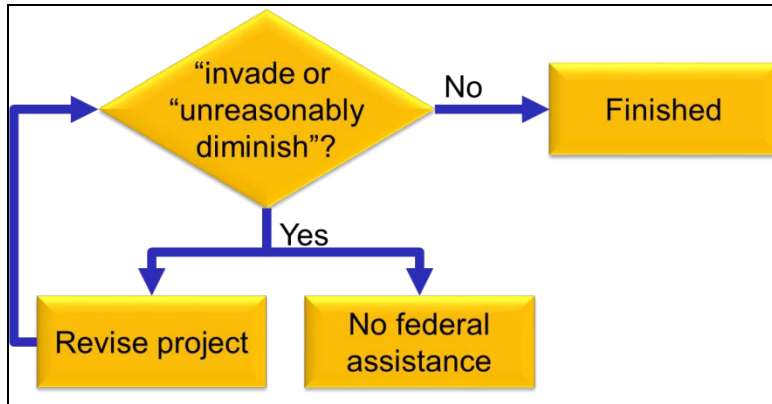 “invade or
“unreasonably
diminish”?
No
Finished
Yes
Revise project
No federal
assistance